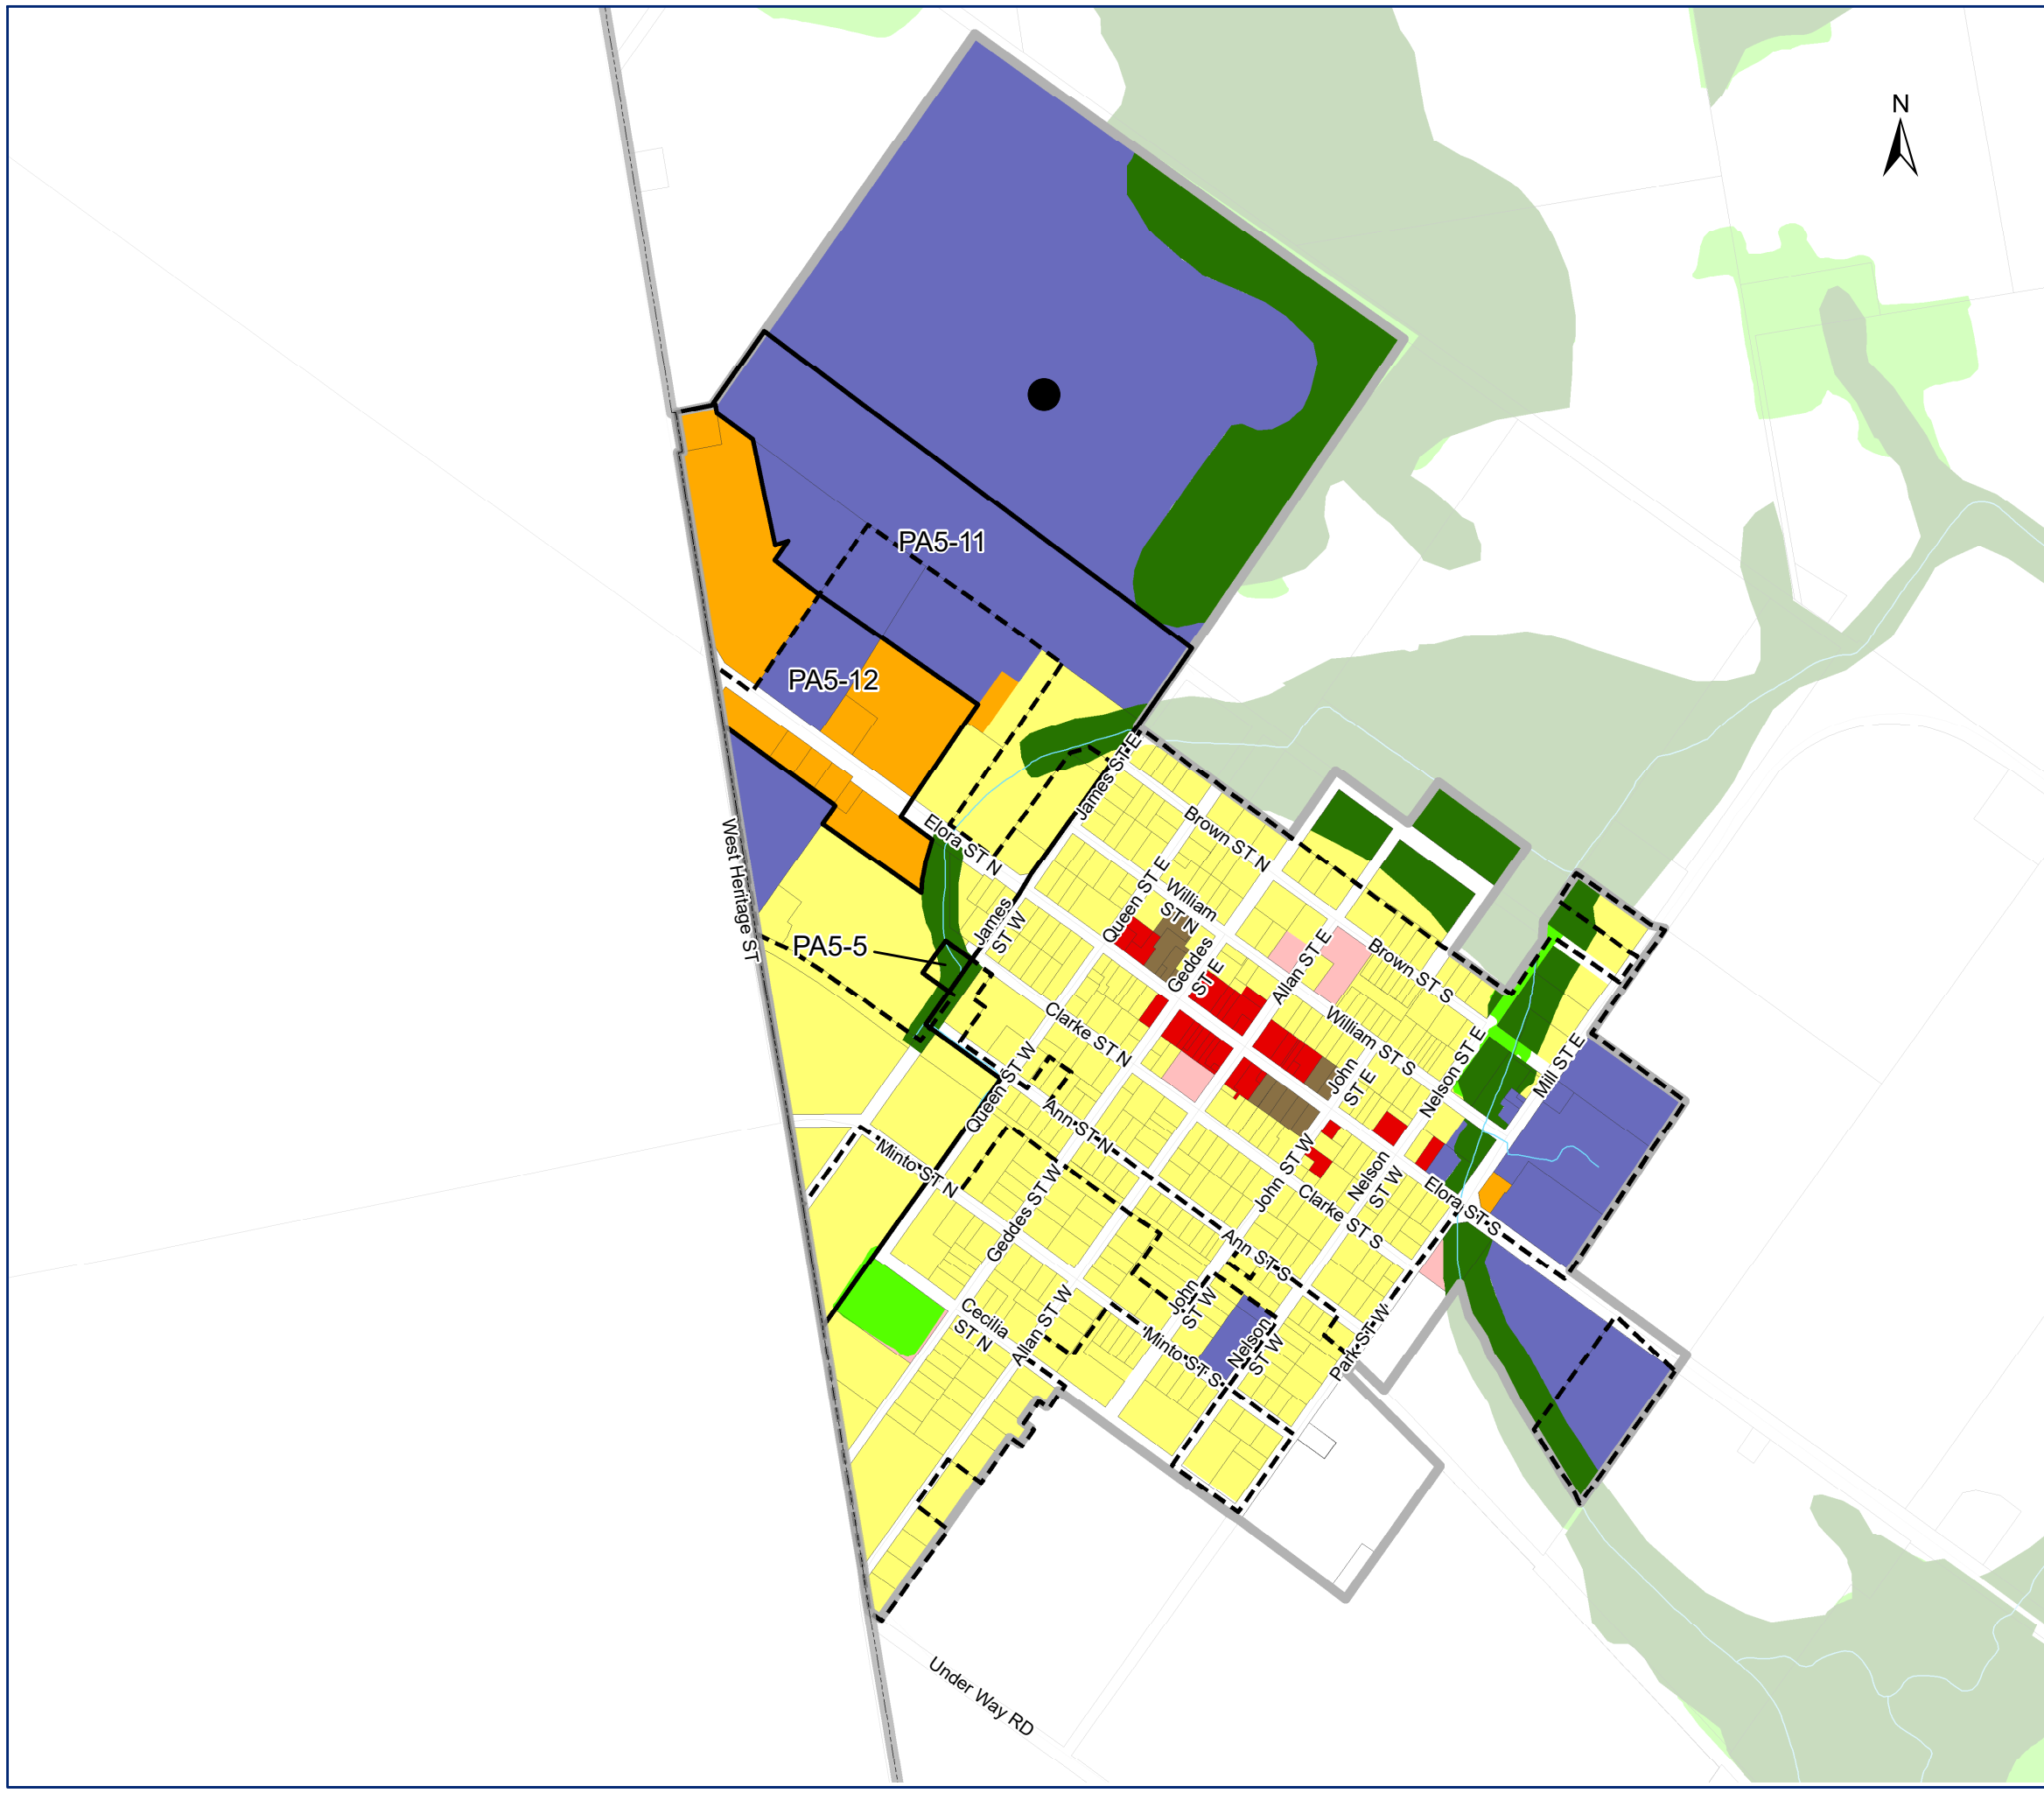 N
PA5-11
PA5-12
James ST E
Elora ST N
Brown ST N
West Heritage ST
Queen ST E
William
ST N
James
ST W
PA5-5
Geddes
ST E
Allan ST E
Brown ST S
Clarke ST N
William ST S
Nelson ST E
Mill ST E
John
ST E
Queen ST W
Ann ST N
Minto ST N
Geddes ST W
John ST W
Nelson
ST W
Clarke ST S
Elora ST S
Ann ST S
John
ST W
Cecilia
ST N
Allan ST W
Minto ST S
Nelson
ST W
Park ST W
Under Way RD